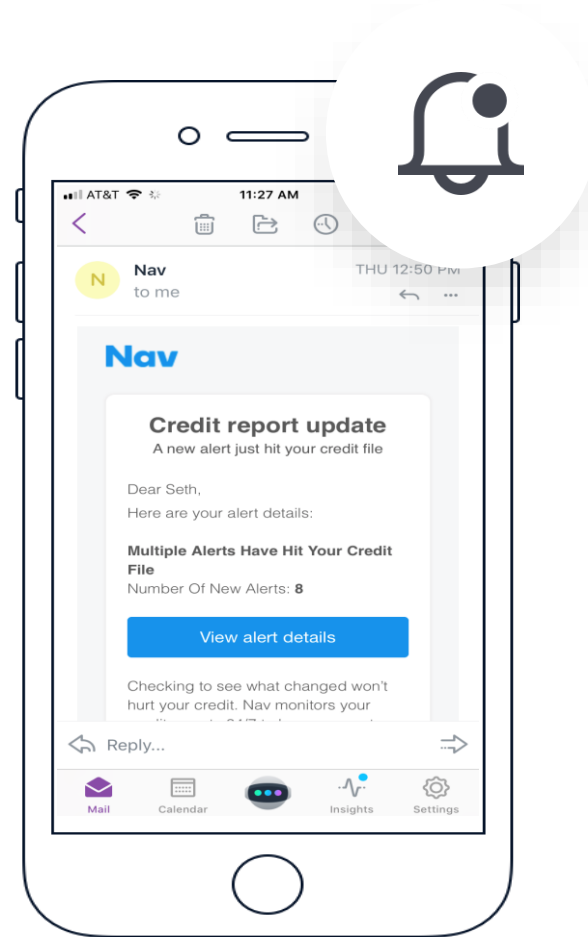 AT&T
11:27 AM
N
Nav
THU 12:50 PM
to me
Nav
Credit report update
A new alert just hit your credit file
Dear Seth,
Here are your alert details:
Multiple Alerts Have Hit Your Credit
File
Number Of New Alerts: 8
View alert details
Checking to see what changed won't
hurt your credit. Nav monitors your
Reply...
Mail
Calendar
Insights
Settings